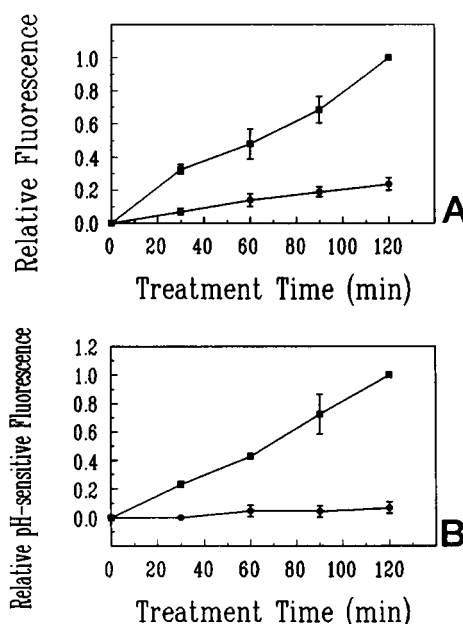 Relative Fluorescence
1.0
0.8
0.6
0.4
0.2
0.0
0 20 40 60 80 100 120
Treatment Time (min)
A
Relative pH-sensitive Fluorescence
1.2
1.0
0.8
0.6
0.4
0.2
0.0
0 20 40 60 80 100 120
Treatment Time (min)
B